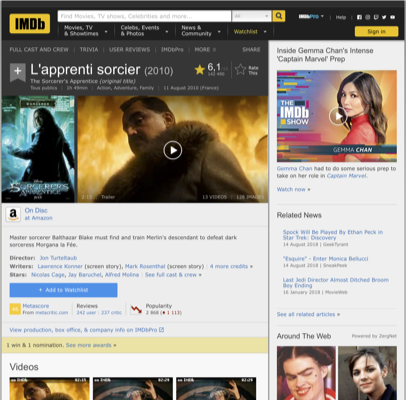 IMDb
Find Movies, TV shows, Celebrities and more...
All
IMDbPro
Help
Movies, TV & Showtimes
Celebs, Events & Photos
News & Community
Watchlist
Sign in
FULL CAST AND CREW | TRIVIA | USER REVIEWS | IMDbPro | MORE
SHARE
L'apprenti sorcier (2010)
The Sorcerer's Apprentice (original title)
Tous publics | 1h 49min | Action, Adventure, Family | 11 August 2010 (France)
6,1
Rate This
SORCERER'S APPRENTICE
Trailer
13 VIDEOS | 128 IMAGES
On Disc
at Amazon
Master sorcerer Balthazar Blake must find and train Merlin's descendant to defeat dark
sorceress Morgana la Fée.
Director: Jon Turteltaub
Writers: Lawrence Konner (screen story), Mark Rosenthal (screen story) | 4 more credits »
Stars: Nicolas Cage, Jay Baruchel, Alfred Molina | See full cast & crew »
+ Add to Watchlist
Metascore
From metacritic.com
Reviews
242 user | 237 critic
Popularity
2 868 ( 1 113)
View production, box office, & company info on IMDbPro
1 win & 1 nomination. See more awards »
Videos
Inside Gemma Chan's Intense
'Captain Marvel' Prep
THE
IMDb
SHOW
GEMMA CHAN
Gemma Chan had to do some serious prep to
take on her role in Captain Marvel.
Watch now »
Related News
Spock Will Be Played By Ethan Peck in
Star Trek: Discovery
14 August 2018 | GeekTyrant
"Esquire" - Enter Monica Bellucci
14 August 2018 | SneakPeek
Last Jedi Director Almost Ditched Broom
Boy Ending
16 January 2018 | MovieWeb
See all related articles »
Around The Web
Powered by ZergNet